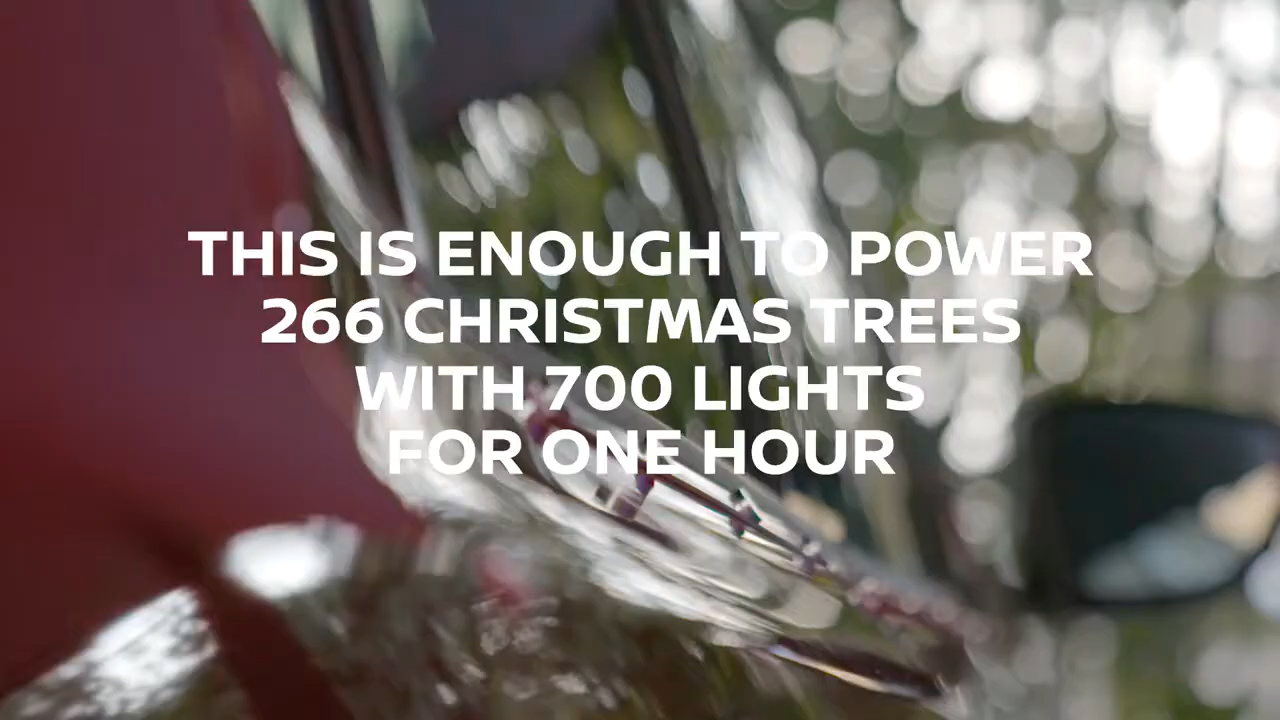 THIS IS ENOUGH TO POWER
266 CHRISTMAS TREES
WITH 700 LIGHTS
FOR ONE HOUR